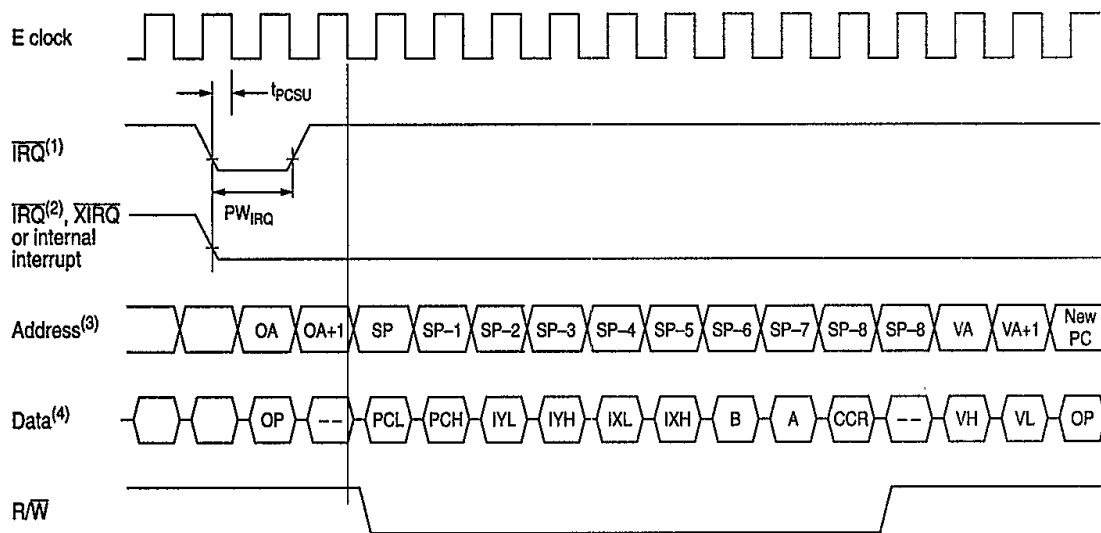 E clock
tPCSU
IRQ(1)
PWIRQ
IRQ(2), XIRQ
or internal
interrupt
Address(3) OA OA+1 SP SP–1 SP–2 SP–3 SP–4 SP–5 SP–6 SP–7 SP–8 SP–8 VA VA+1 New PC
Data(4) OP -- PCL PCH IYL IYH IXL IXH B A CCR -- VH VL OP
R/W